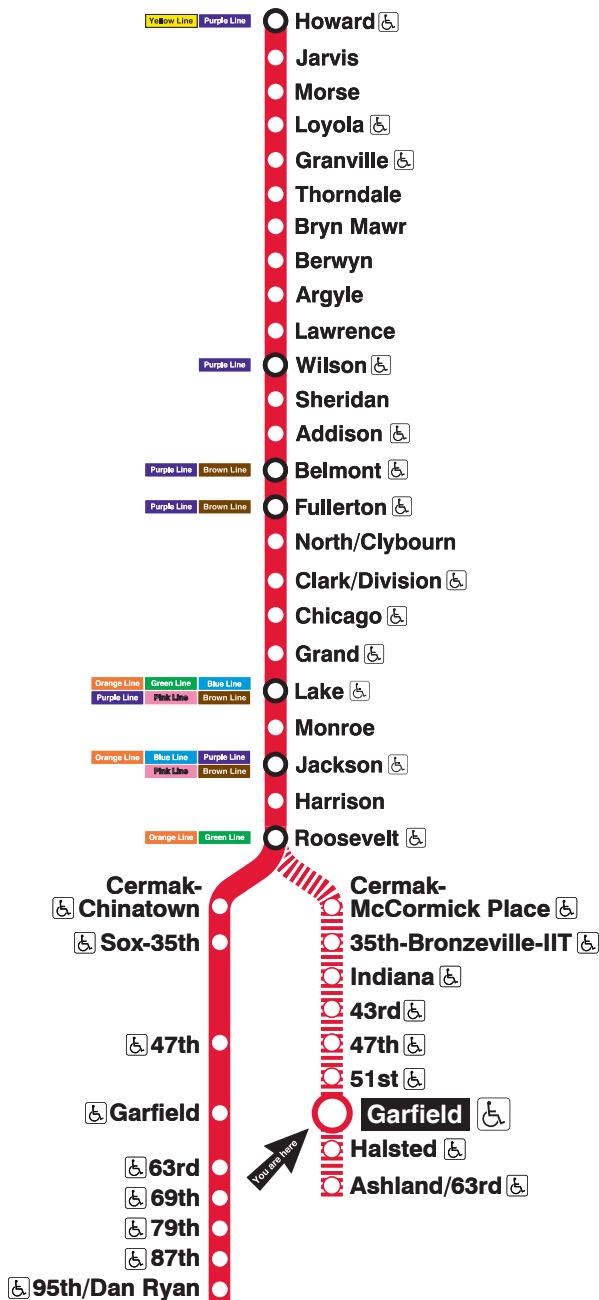 Yellow Line Purple Line Howard
Jarvis
Morse
Loyola
Granville
Thorndale
Bryn Mawr
Berwyn
Argyle
Lawrence
Purple Line Wilson
Sheridan
Addison
Purple Line Brown Line Belmont
Purple Line Brown Line Fullerton
North/Clybourn
Clark/Division
Chicago
Grand
Orange Line Green Line Blue Line
Purple Line Pink Line Brown Line
Lake
Monroe
Orange Line Blue Line Purple Line
Pink Line Brown Line
Jackson
Harrison
Orange Line Green Line Roosevelt
Cermak-
Chinatown
Sox-35th
47th
Garfield
63rd
69th
79th
87th
95th/Dan Ryan
Cermak-
McCormick Place
35th-Bronzeville-IIT
Indiana
43rd
47th
51st
Garfield
You are here
Halsted
Ashland/63rd